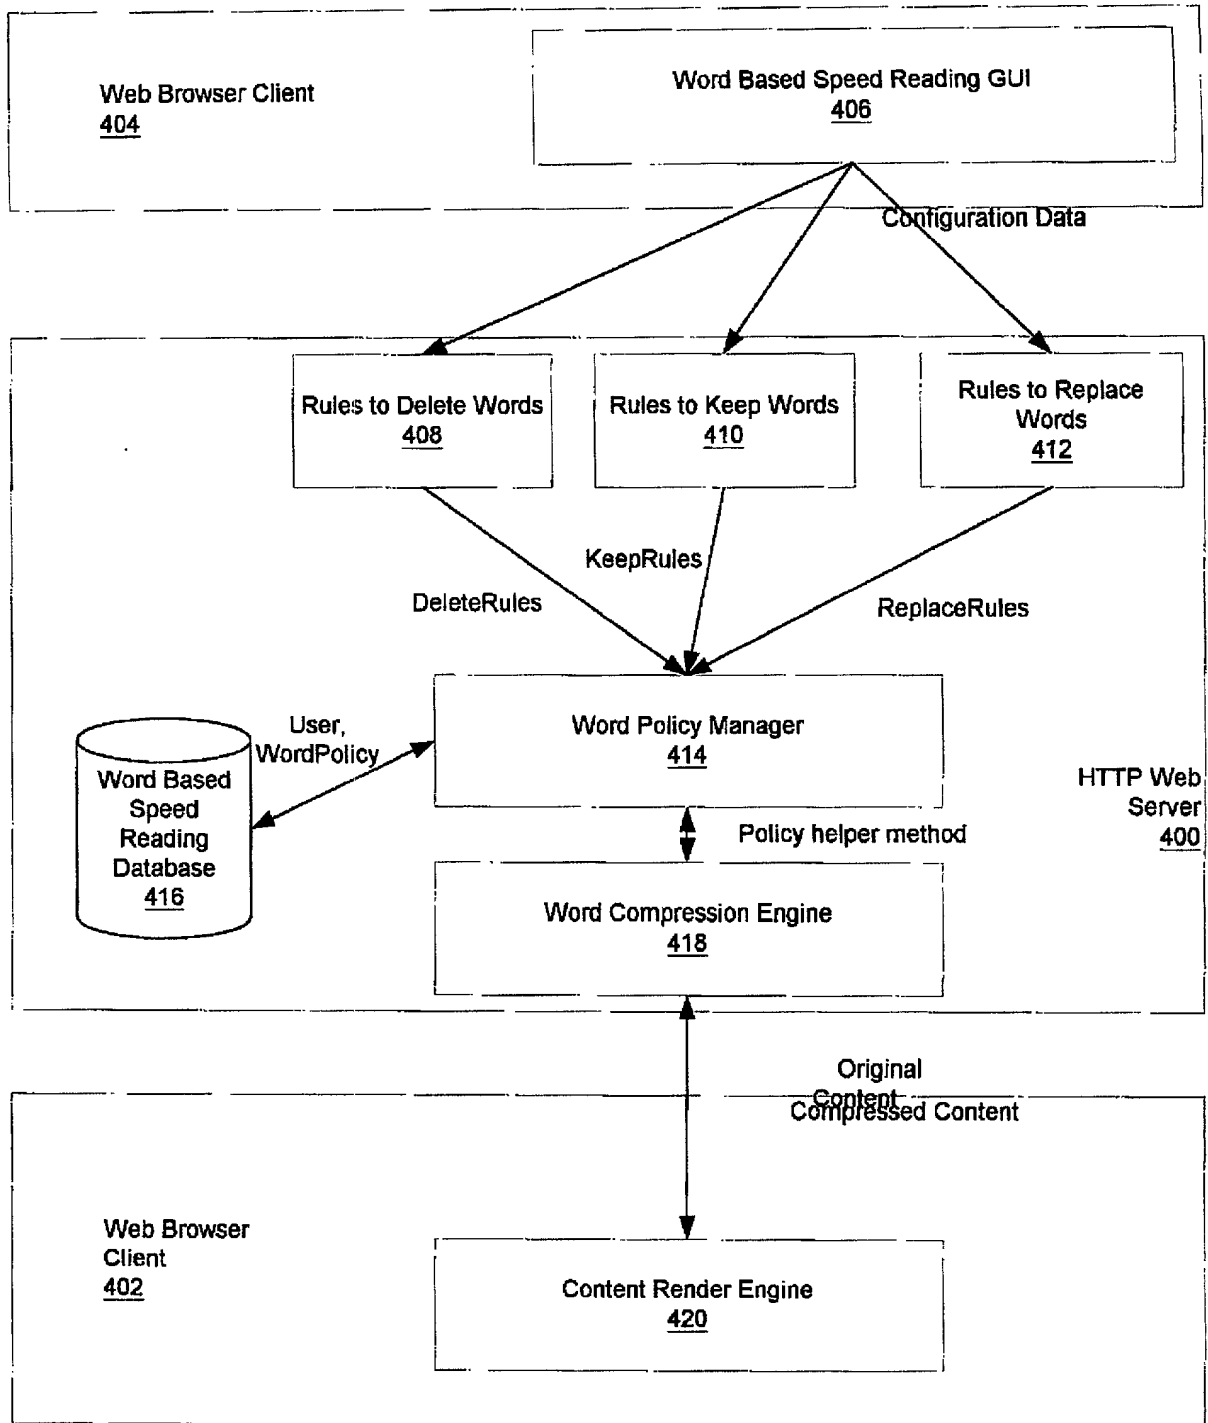 Web Browser Client
404
Word Based Speed Reading GUI
406
Configuration Data
Rules to Delete Words
408
Rules to Keep Words
410
Rules to Replace
Words
412
KeepRules
DeleteRules
ReplaceRules
User,
WordPolicy
Word Policy Manager
414
Word Based
Speed
Reading
Database
416
HTTP Web
Server
400
Policy helper method
Word Compression Engine
418
Original
Content
Compressed Content
Web Browser
Client
402
Content Render Engine
420